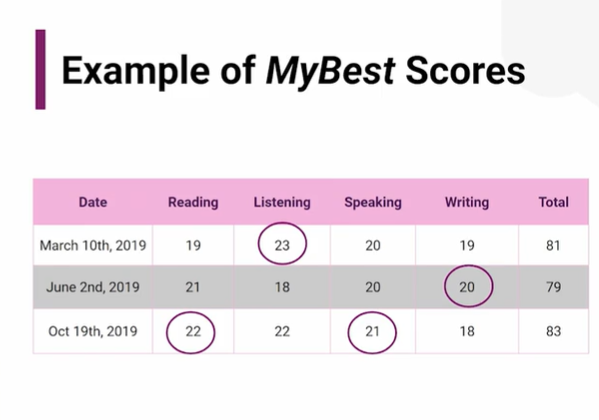 Example of MyBest Scores
Date Reading Listening Speaking Writing Total
March 10th, 2019 19 23 20 19 81
June 2nd, 2019 21 18 20 20 79
Oct 19th, 2019 22 22 21 18 83